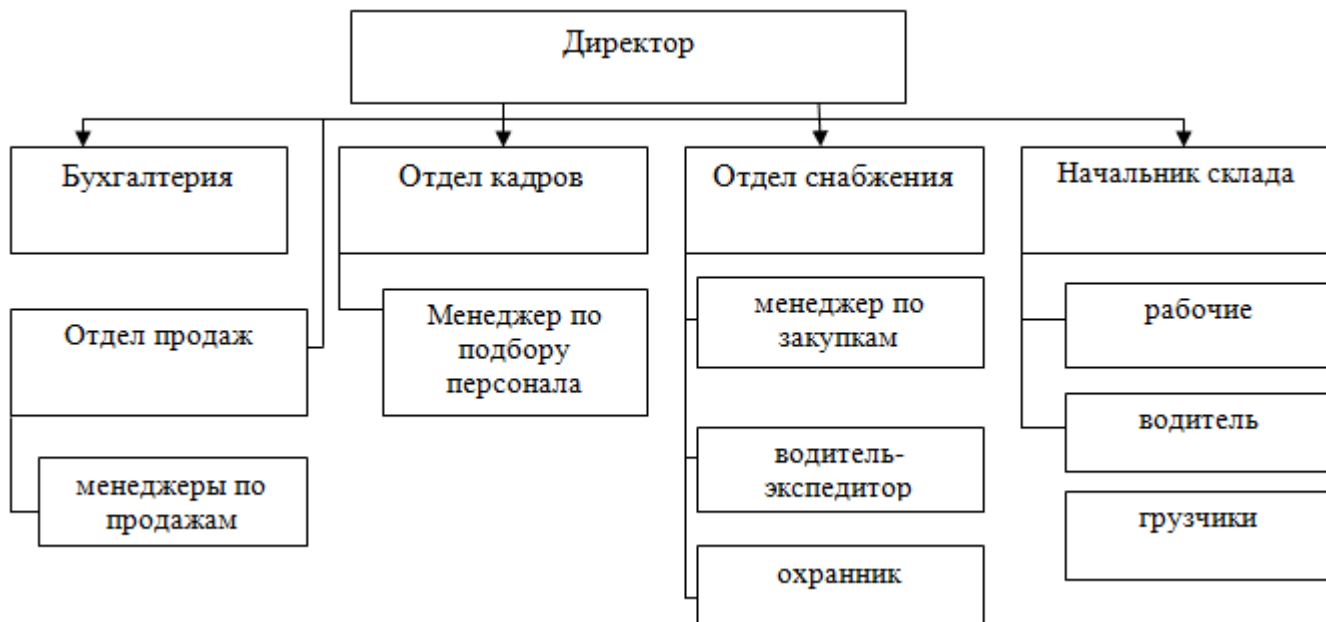 Директор
Бухгалтерия
Отдел кадров
Отдел снабжения
Начальник склада
Отдел продаж
менеджеры по
продажам
Менеджер по
подбору
персонала
менеджер по
закупкам
водитель-
экспедитор
охранник
рабочие
водитель
грузчики